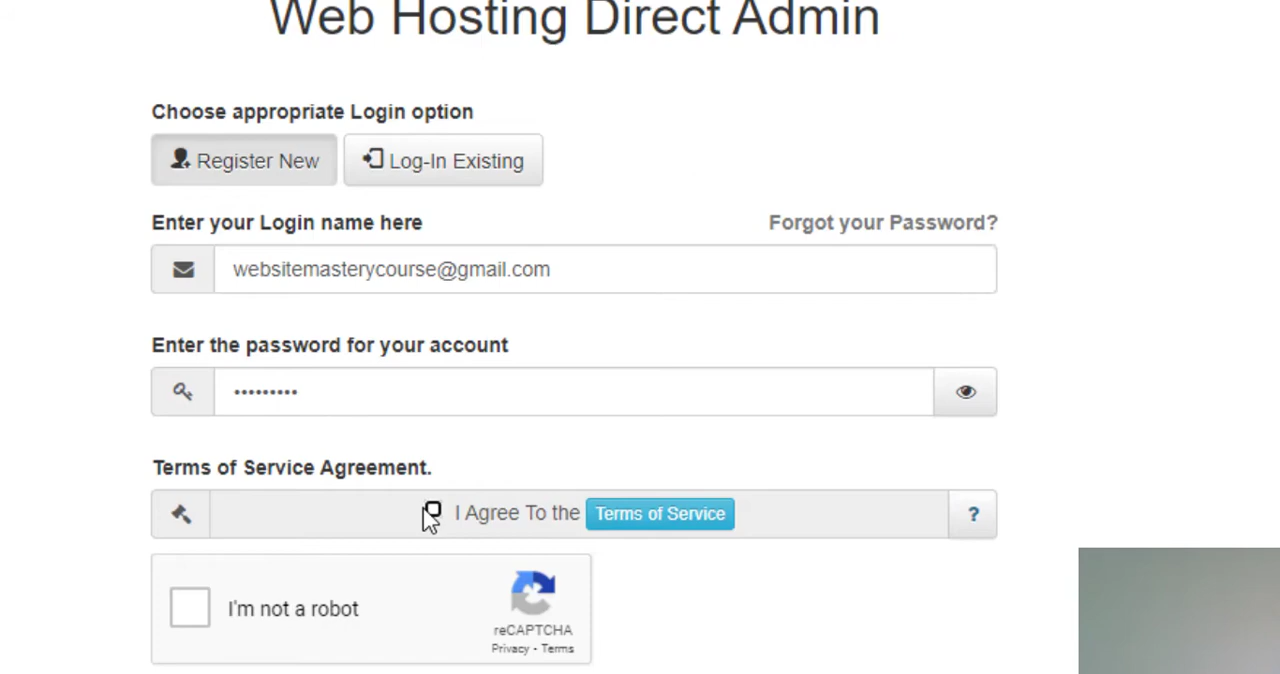 Web Hosting Direct Admin
Choose appropriate Login option
Register New Log-In Existing
Enter your Login name here Forgot your Password?
websitemasterycourse@gmail.com
Enter the password for your account
•••••••••
Terms of Service Agreement.
I Agree To the Terms of Service ?
I'm not a robot
reCAPTCHA
Privacy - Terms